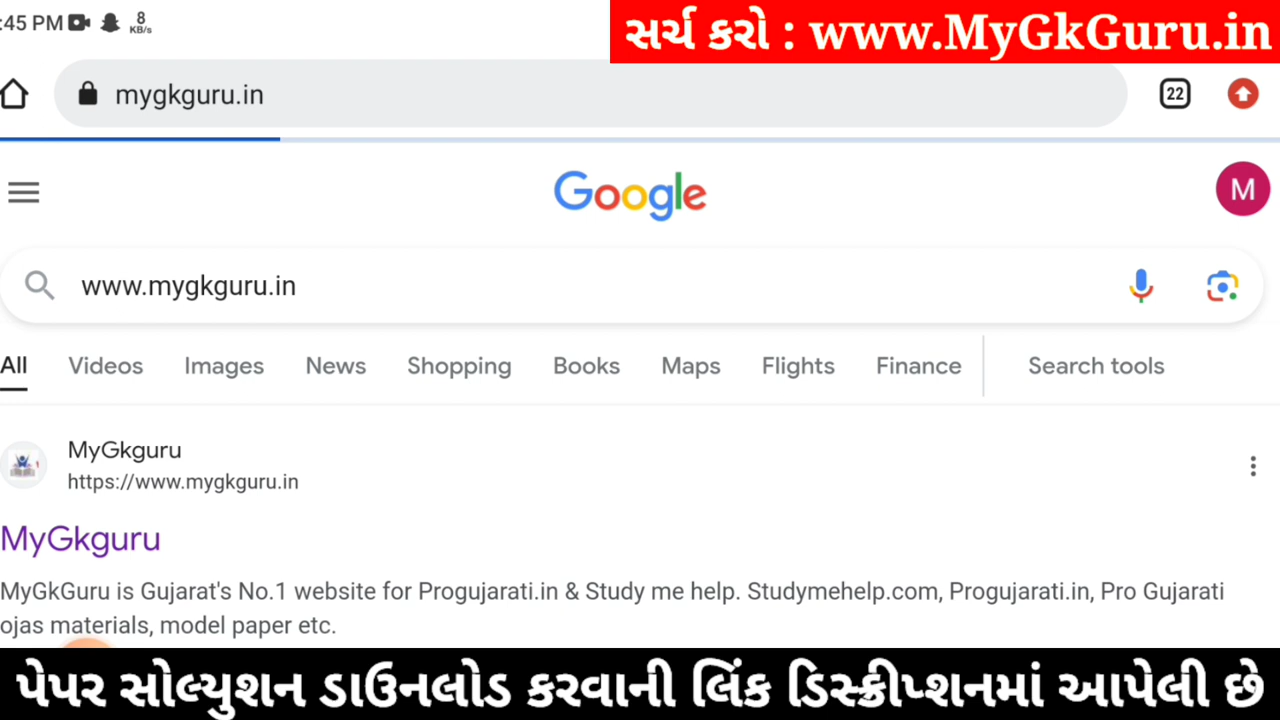 :45 PM 8 KB/s
સર્ચ કરો : www.MyGkGuru.in
mygkguru.in 22
Google M
www.mygkguru.in
All Videos Images News Shopping Books Maps Flights Finance Search tools
MyGkguru
https://www.mygkguru.in
MyGkguru
MyGkGuru is Gujarat's No.1 website for Progujarati.in & Study me help. Studymehelp.com, Progujarati.in, Pro Gujarati
ojas materials, model paper etc.
પેપર સોલ્યુશન ડાઉનલોડ કરવાની લિંક ડિસ્ક્રીપ્શનમાં આપેલી છે